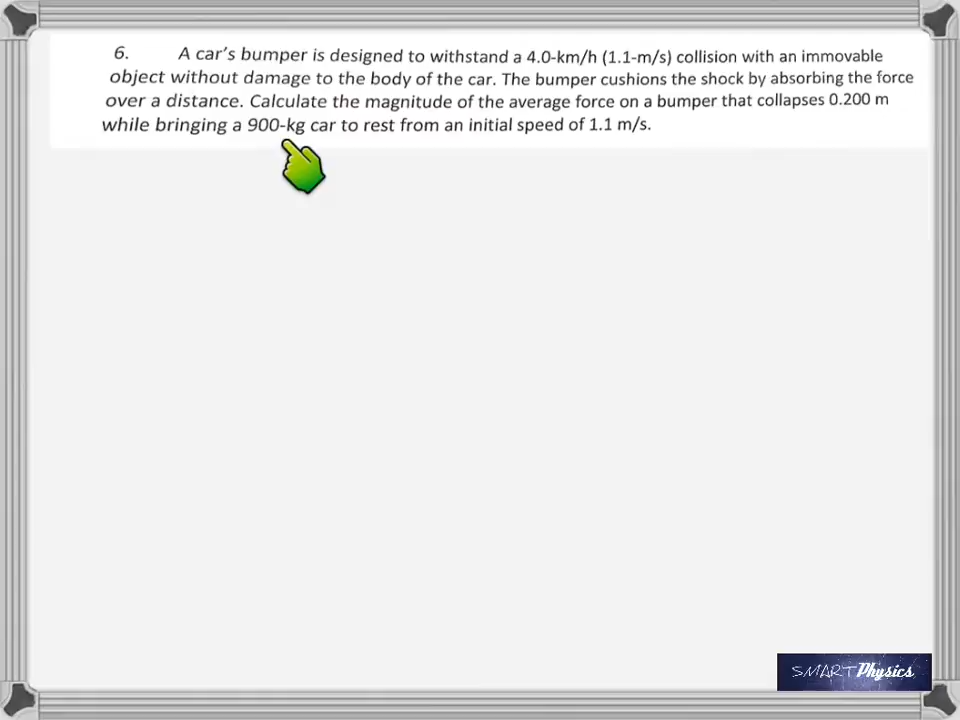 6. A car's bumper is designed to withstand a 4.0-km/h (1.1-m/s) collision with an immovable
object without damage to the body of the car. The bumper cushions the shock by absorbing the force
over a distance. Calculate the magnitude of the average force on a bumper that collapses 0.200 m
while bringing a 900-kg car to rest from an initial speed of 1.1 m/s.
SMART Physics